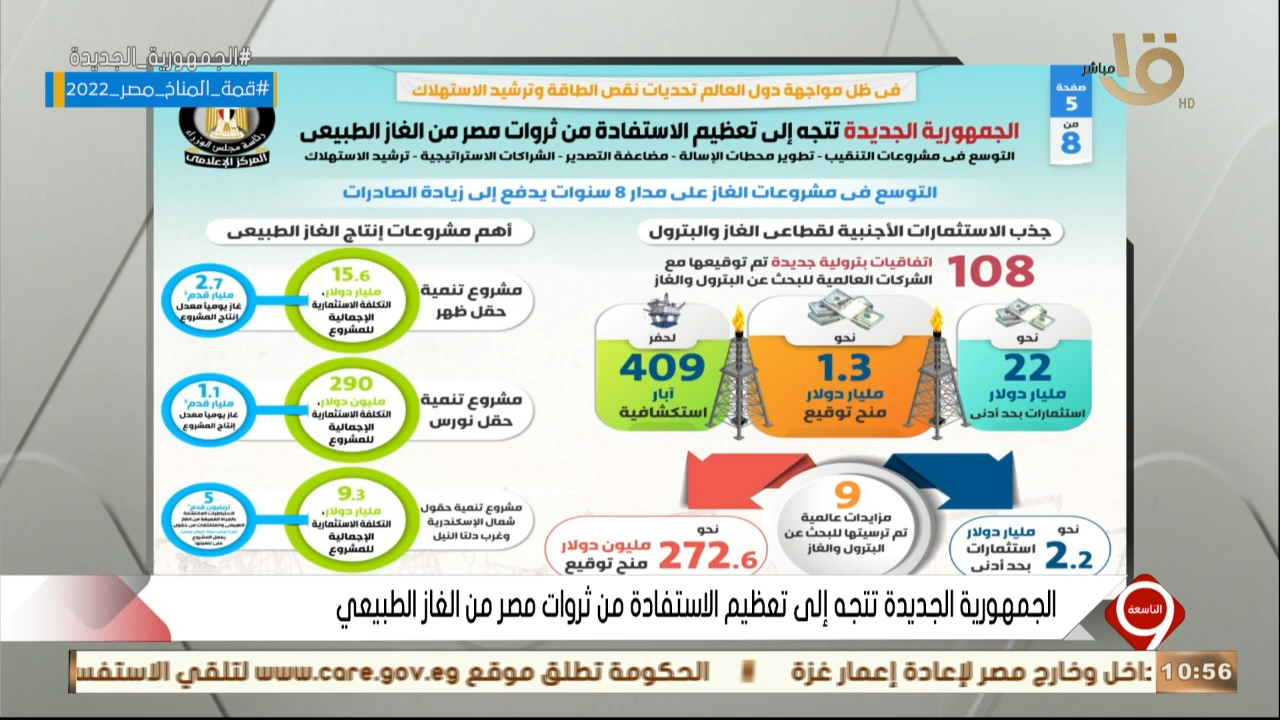 #الجمهورية_الجديدة
#قمة_المناخ_مصر_2022
مباشر
HD
صفحة
5
من
8
فى ظل مواجهة دول العالم تحديات نقص الطاقة وترشيد الاستهلاك
رئاسة مجلس الوزراء
المركز الإعلامى
الجمهورية الجديدة تتجه إلى تعظيم الاستفادة من ثروات مصر من الغاز الطبيعى
التوسع فى مشروعات التنقيب - تطوير محطات الإسالة - مضاعفة التصدير - الشراكات الاستراتيجية - ترشيد الاستهلاك
التوسع فى مشروعات الغاز على مدار 8 سنوات يدفع إلى زيادة الصادرات
جذب الاستثمارات الأجنبية لقطاعى الغاز والبترول
108
اتفاقيات بترولية جديدة تم توقيعها مع
الشركات العالمية للبحث عن البترول والغاز
نحو
22
مليار دولار
استثمارات بحد أدنى
نحو
1.3
مليار دولار
منح توقيع
لحفر
409
آبار
استكشافية
9
مزايدات عالمية
تم ترسيتها للبحث عن
البترول والغاز
نحو
2.2
مليار دولار
استثمارات
بحد أدنى
نحو
272.6
مليون دولار
منح توقيع
أهم مشروعات إنتاج الغاز الطبيعى
مشروع تنمية
حقل ظهر
15.6
مليار دولار،
التكلفة الاستثمارية
الإجمالية
للمشروع
2.7
مليار قدم³
غاز يومياً معدل
إنتاج المشروع
مشروع تنمية
حقل نورس
290
مليون دولار،
التكلفة الاستثمارية
الإجمالية
للمشروع
1.1
مليار قدم³
غاز يومياً معدل
إنتاج المشروع
مشروع تنمية حقول
شمال الإسكندرية
وغرب دلتا النيل
9.3
مليار دولار،
التكلفة الاستثمارية
الإجمالية
للمشروع
5
تريليون قدم³
الجمهورية الجديدة تتجه إلى تعظيم الاستفادة من ثروات مصر من الغاز الطبيعي
التاسعة
9
10:56
داخل وخارج مصر لإعادة إعمار غزة
الحكومة تطلق موقع www.care.gov.eg لتلقي